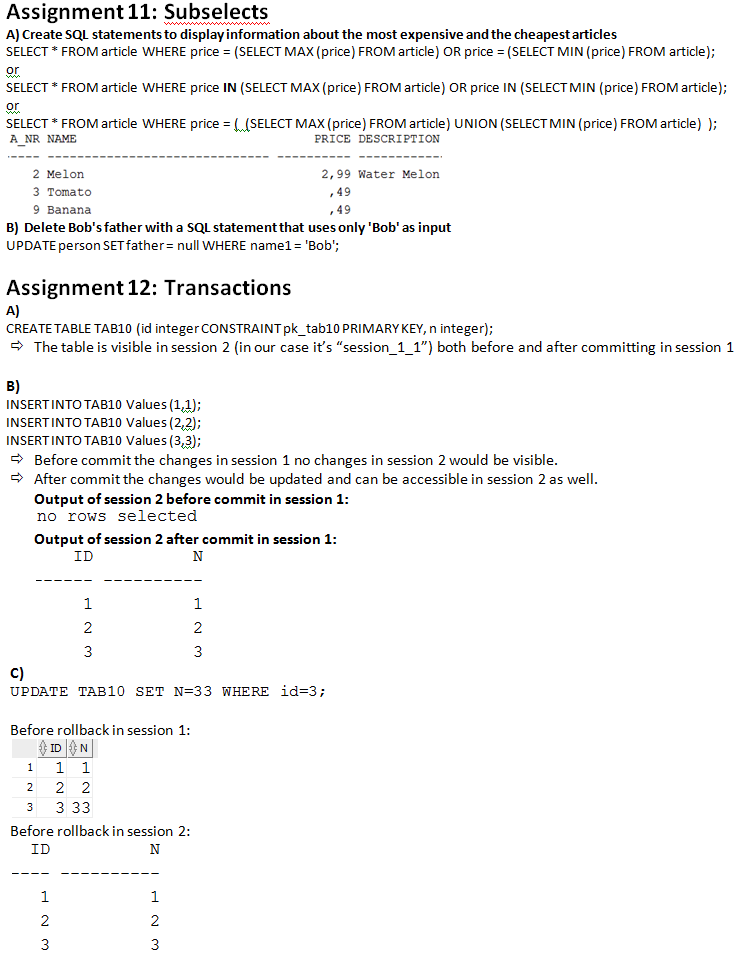 Assignment 11: Subselects
A) Create SQL statements to display information about the most expensive and the cheapest articles
SELECT * FROM article WHERE price = (SELECT MAX (price) FROM article) OR price = (SELECT MIN (price) FROM article);
or
SELECT * FROM article WHERE price IN (SELECT MAX (price) FROM article) OR price IN (SELECT MIN (price) FROM article);
or
SELECT * FROM article WHERE price = ( (SELECT MAX (price) FROM article) UNION (SELECT MIN (price) FROM article) );
A_NR NAME PRICE DESCRIPTION
---- ------------------------------ ---------- -----------
2 Melon 2,99 Water Melon
3 Tomato ,49
9 Banana ,49
B) Delete Bob's father with a SQL statement that uses only 'Bob' as input
UPDATE person SET father = null WHERE name1 = 'Bob';
Assignment 12: Transactions
A)
CREATE TABLE TAB10 (id integer CONSTRAINT pk_tab10 PRIMARY KEY, n integer);
⇨ The table is visible in session 2 (in our case it's "session_1_1") both before and after committing in session 1
B)
INSERT INTO TAB10 Values (1,1);
INSERT INTO TAB10 Values (2,2);
INSERT INTO TAB10 Values (3,3);
⇨ Before commit the changes in session 1 no changes in session 2 would be visible.
⇨ After commit the changes would be updated and can be accessible in session 2 as well.
Output of session 2 before commit in session 1:
no rows selected
Output of session 2 after commit in session 1:
ID N
------ ----------
1 1
2 2
3 3
C)
UPDATE TAB10 SET N=33 WHERE id=3;
Before rollback in session 1:
ID N
1 1 1
2 2 2
3 3 33
Before rollback in session 2:
ID N
---- ----------
1 1
2 2
3 3